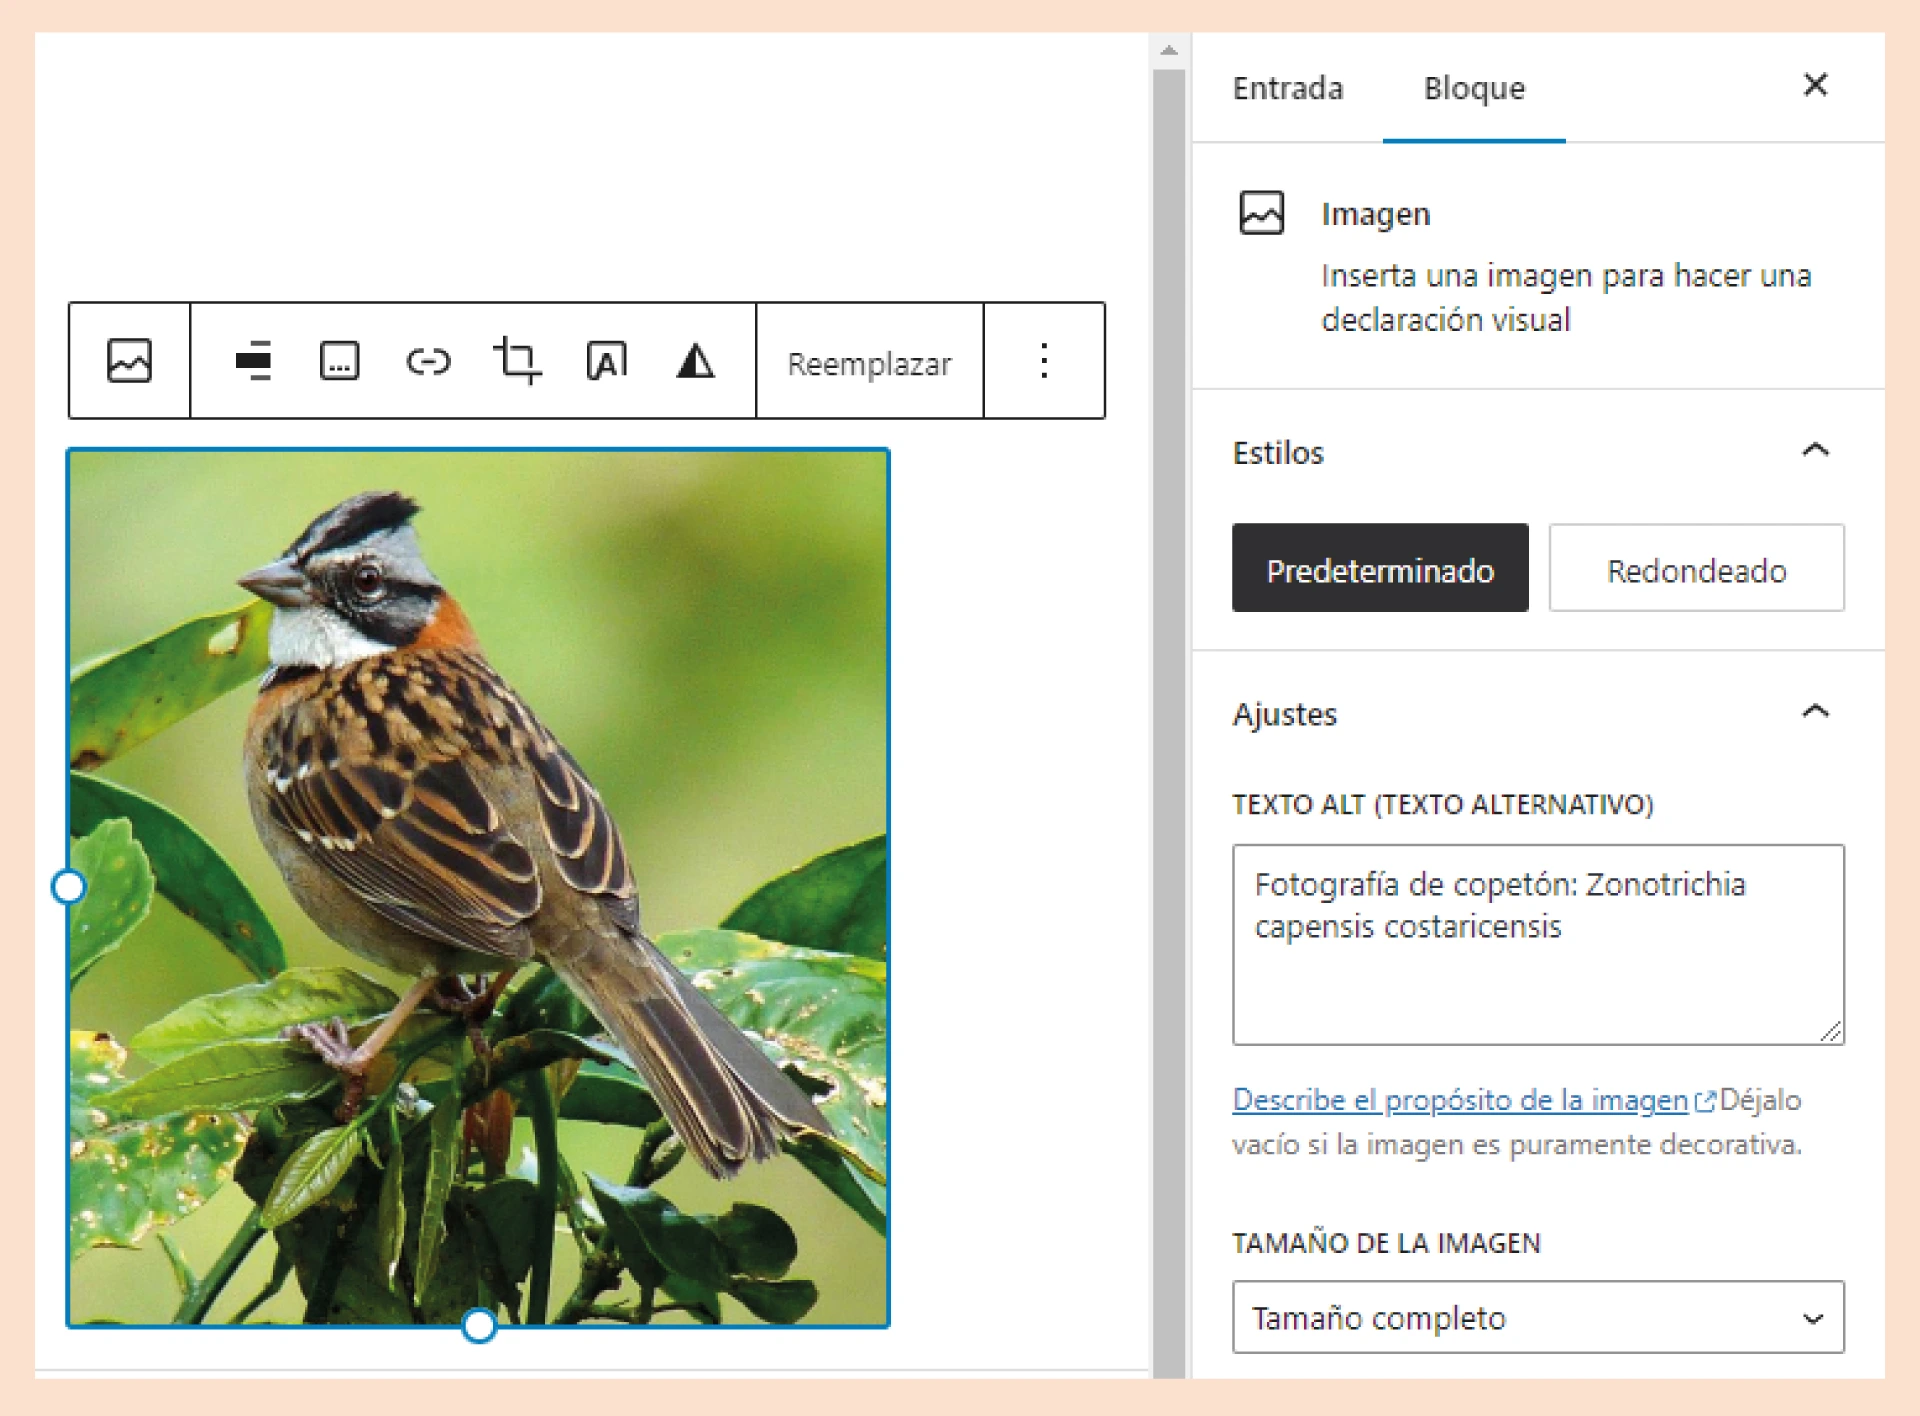 Entrada
Bloque
Imagen
Inserta una imagen para hacer una
declaración visual
Reemplazar
Estilos
Predeterminado
Redondeado
Ajustes
TEXTO ALT (TEXTO ALTERNATIVO)
Fotografía de copetón: Zonotrichia
capensis costaricensis
Describe el propósito de la imagen Déjalo
vacío si la imagen es puramente decorativa.
TAMAÑO DE LA IMAGEN
Tamaño completo